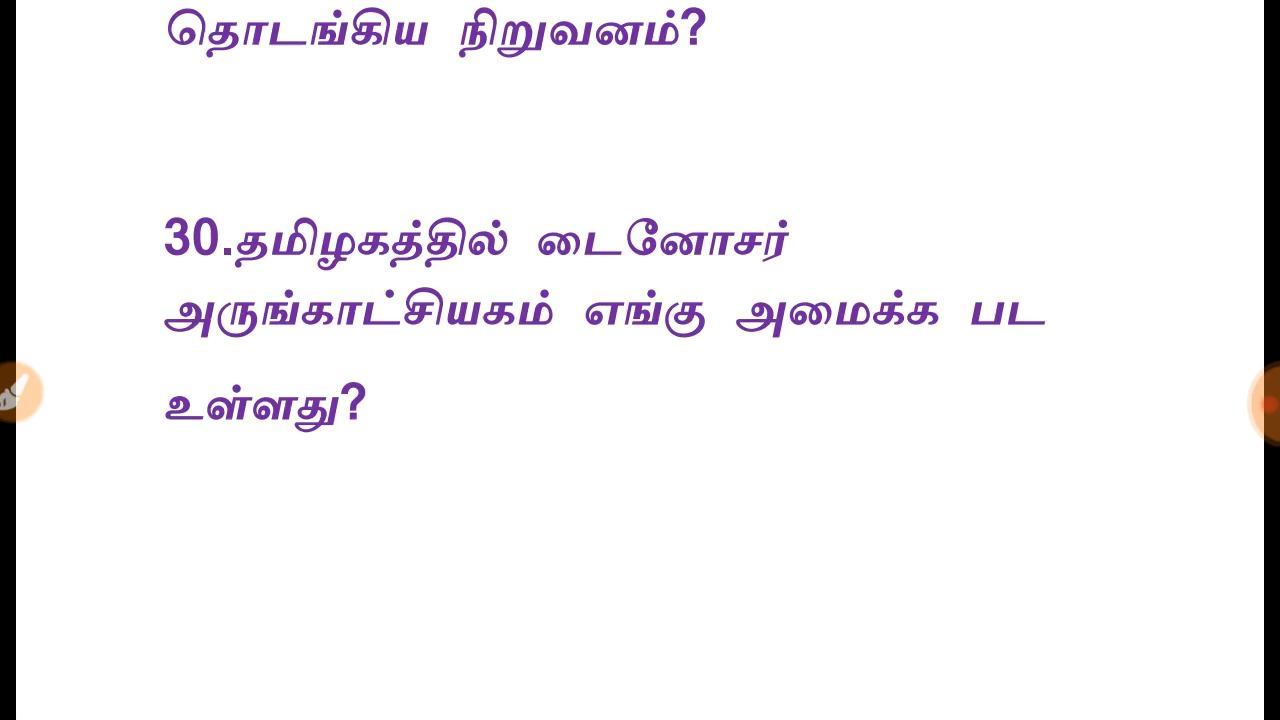 தொடங்கிய நிறுவனம்?
30.தமிழகத்தில் டைனோசர்
அருங்காட்சியகம் எங்கு அமைக்க பட
உள்ளது?